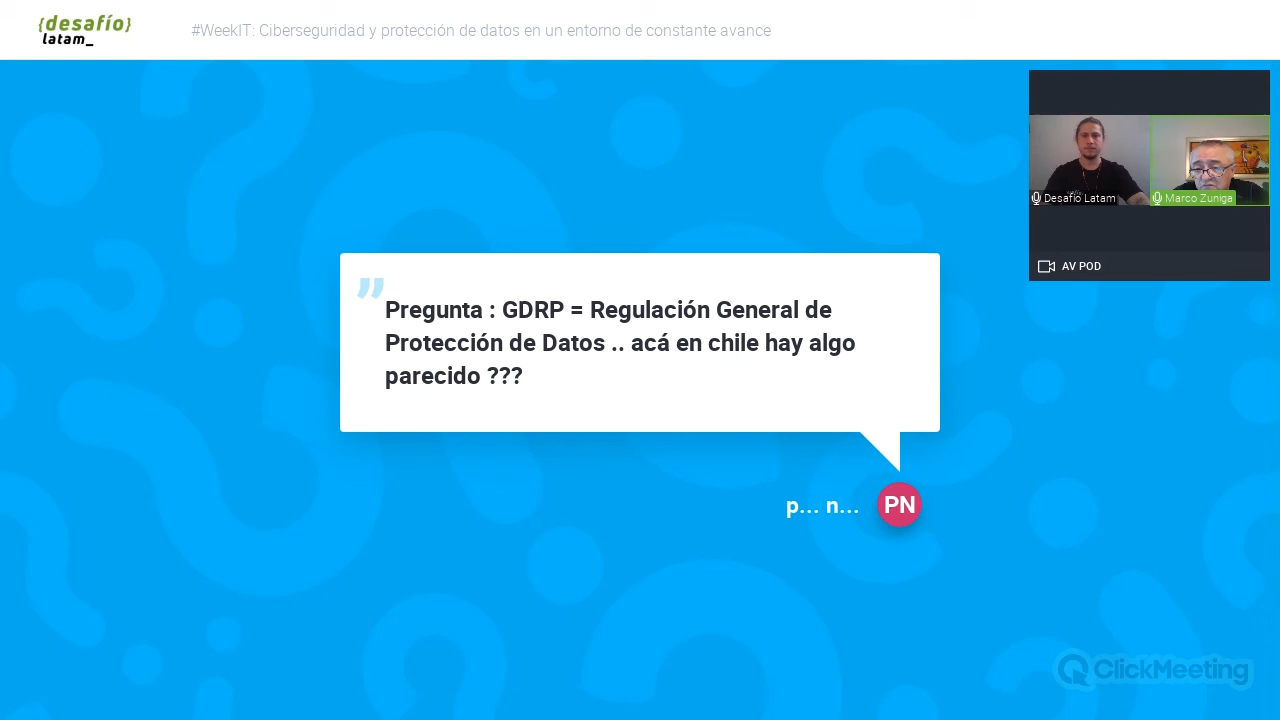 {desafío}
latam_
#WeekIT: Ciberseguridad y protección de datos en un entorno de constante avance
Desafío Latam
Marco Zuniga
AV POD
”
Pregunta : GDRP = Regulación General de
Protección de Datos .. acá en chile hay algo
parecido ???
p... n...
PN
ClickMeeting